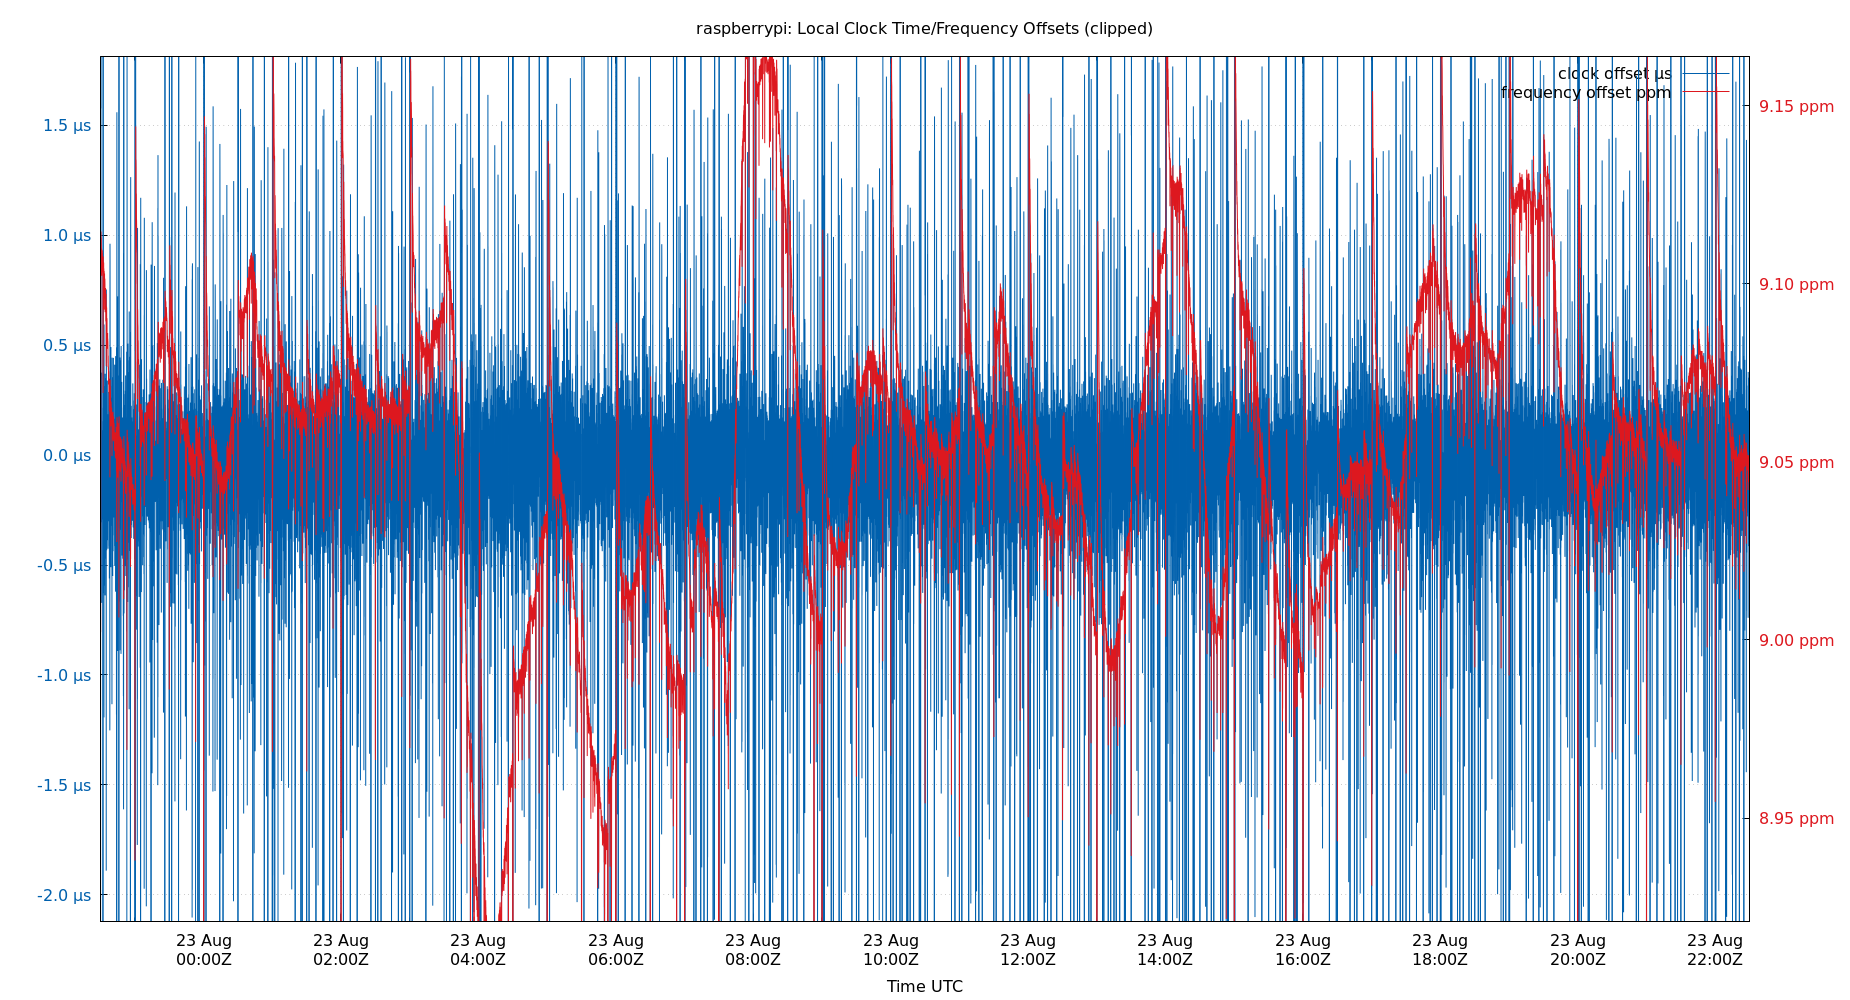 raspberrypi: Local Clock Time/Frequency Offsets (clipped)
clock offset µs
frequency offset ppm
1.5 µs
1.0 µs
0.5 µs
0.0 µs
-0.5 µs
-1.0 µs
-1.5 µs
-2.0 µs
9.15 ppm
9.10 ppm
9.05 ppm
9.00 ppm
8.95 ppm
23 Aug 23 Aug 23 Aug 23 Aug 23 Aug 23 Aug 23 Aug 23 Aug 23 Aug 23 Aug 23 Aug 23 Aug
00:00Z 02:00Z 04:00Z 06:00Z 08:00Z 10:00Z 12:00Z 14:00Z 16:00Z 18:00Z 20:00Z 22:00Z
Time UTC